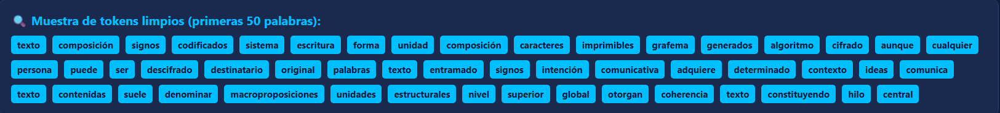 Muestra de tokens limpios (primeras 50 palabras):
texto composición signos codificados sistema escritura forma unidad composición caracteres imprimibles grafema generados algoritmo cifrado aunque cualquier
persona puede ser descifrado destinatario original palabras texto entramado signos intención comunicativa adquiere determinado contexto ideas comunica
texto contenidas suele denominar macroproposiciones unidades estructurales nivel superior global otorgan coherencia texto constituyendo hilo central